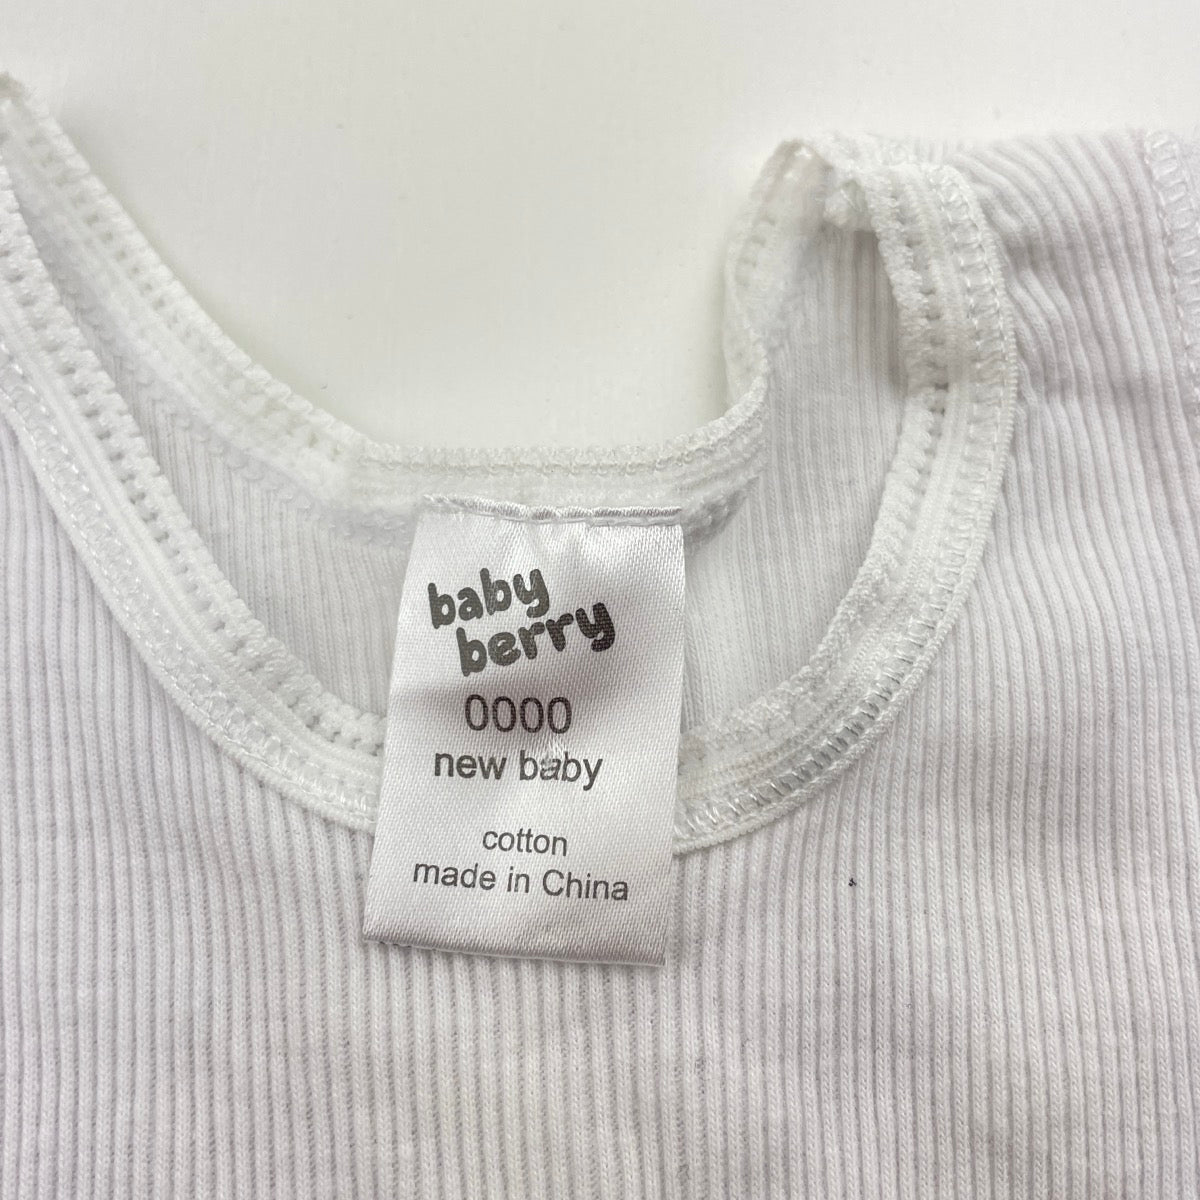 baby
berry
0000
new baby
cotton
made in China